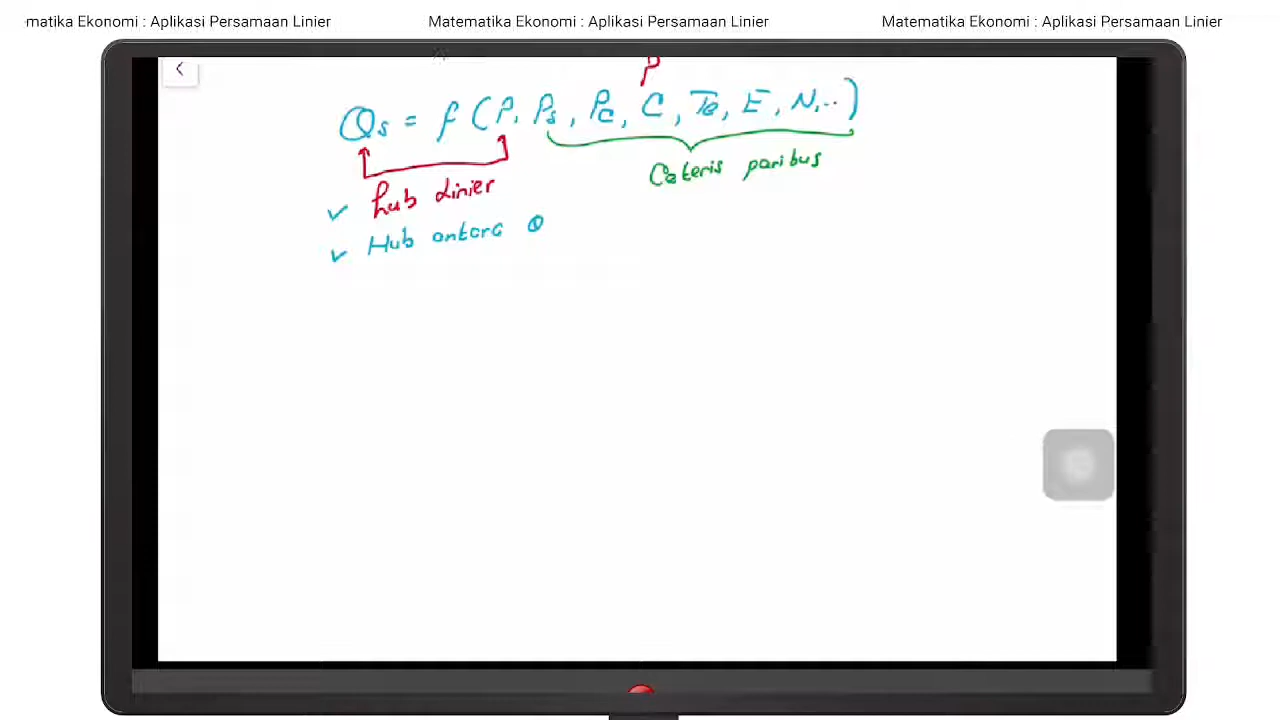 matika Ekonomi : Aplikasi Persamaan Linier Matematika Ekonomi : Aplikasi Persamaan Linier Matematika Ekonomi : Aplikasi Persamaan Linier
P
Qs = f (P, Ps, Pc, C, Te, E, N,..)
Cateris paribus
✓ hub Linier
✓ Hub antara Q